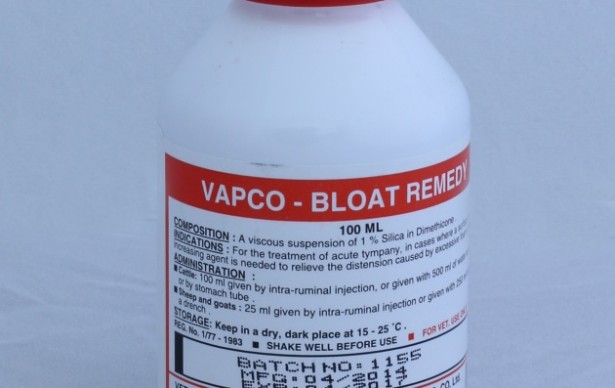 VAPCO - BLOAT REMEDY
100 ML
COMPOSITION : A viscous suspension of 1 % Silica in Dimethicone .
INDICATIONS : For the treatment of acute tympany, in cases where a
increasing agent is needed to relieve the distension caused by excessive
ADMINISTRATION :
▪ Cattle: 100 ml given by intra-ruminal injection, or given with 500 ml of
or by stomach tube .
▪ Sheep and goats : 25 ml given by intra-ruminal injection or given with
a drench .
STORAGE: Keep in a dry, dark place at 15 - 25 °C .
REG. No. 1/77 - 1983 ■ SHAKE WELL BEFORE USE ■ FOR VET: USE
BATCH NO: 1155
MFG: 04/2014